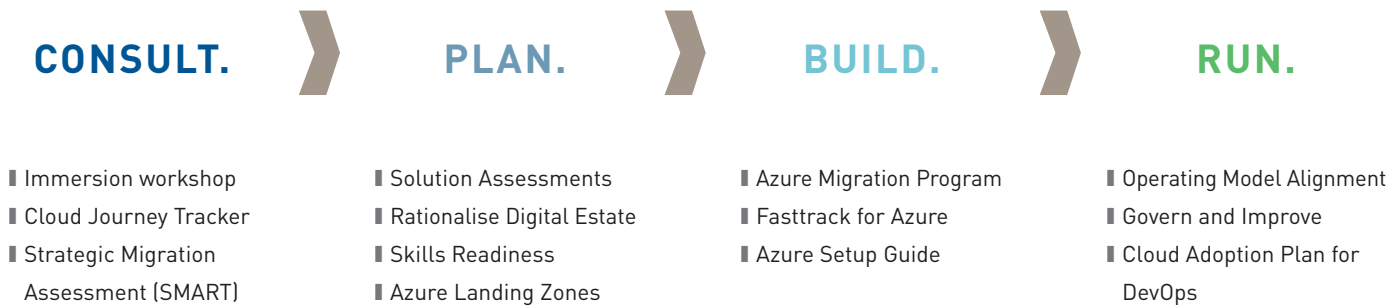 CONSULT.
PLAN.
BUILD.
RUN.
Immersion workshop
Cloud Journey Tracker
Strategic Migration
Assessment (SMART)
Solution Assessments
Rationalise Digital Estate
Skills Readiness
Azure Landing Zones
Azure Migration Program
Fasttrack for Azure
Azure Setup Guide
Operating Model Alignment
Govern and Improve
Cloud Adoption Plan for
DevOps